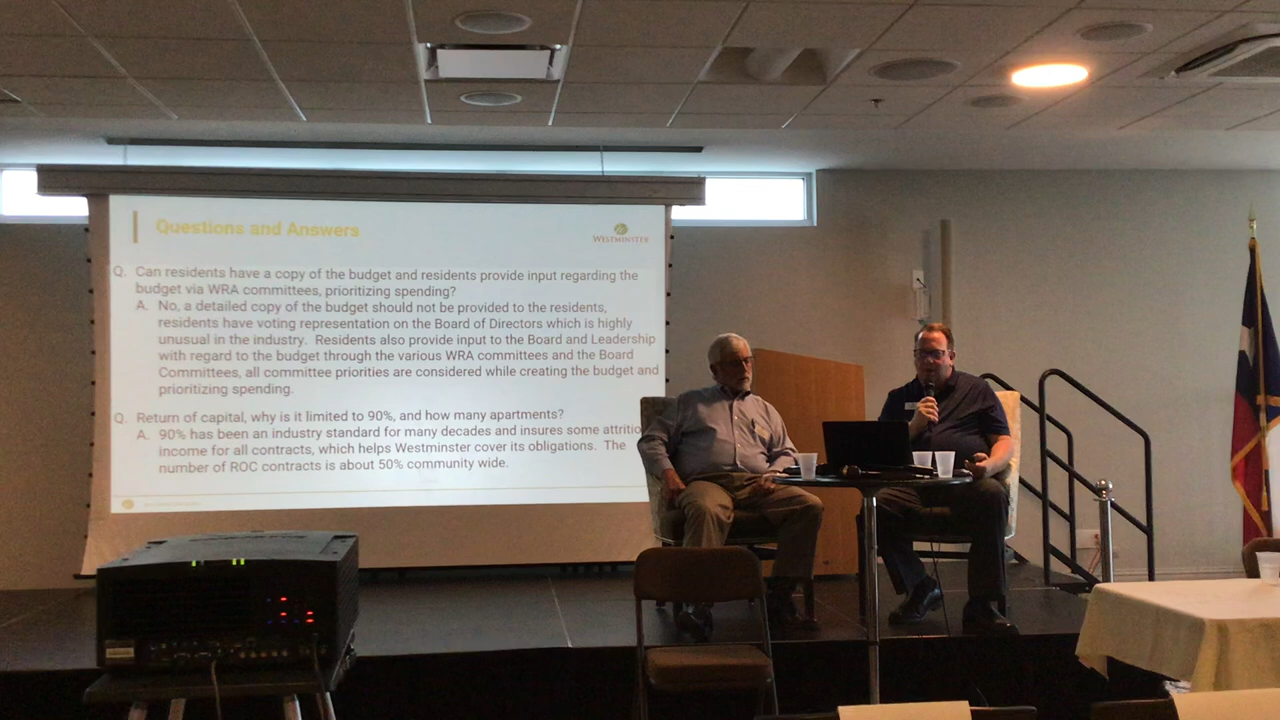 Questions and Answers
WESTMINSTER
Q. Can residents have a copy of the budget and residents provide input regarding the
budget via WRA committees, prioritizing spending?
A. No, a detailed copy of the budget should not be provided to the residents,
residents have voting representation on the Board of Directors which is highly
unusual in the industry. Residents also provide input to the Board and Leadership
with regard to the budget through the various WRA committees and the Board
Committees, all committee priorities are considered while creating the budget and
prioritizing spending.
Q. Return of capital, why is it limited to 90%, and how many apartments?
A. 90% has been an industry standard for many decades and insures some attritio
income for all contracts, which helps Westminster cover its obligations. The
number of ROC contracts is about 50% community wide.